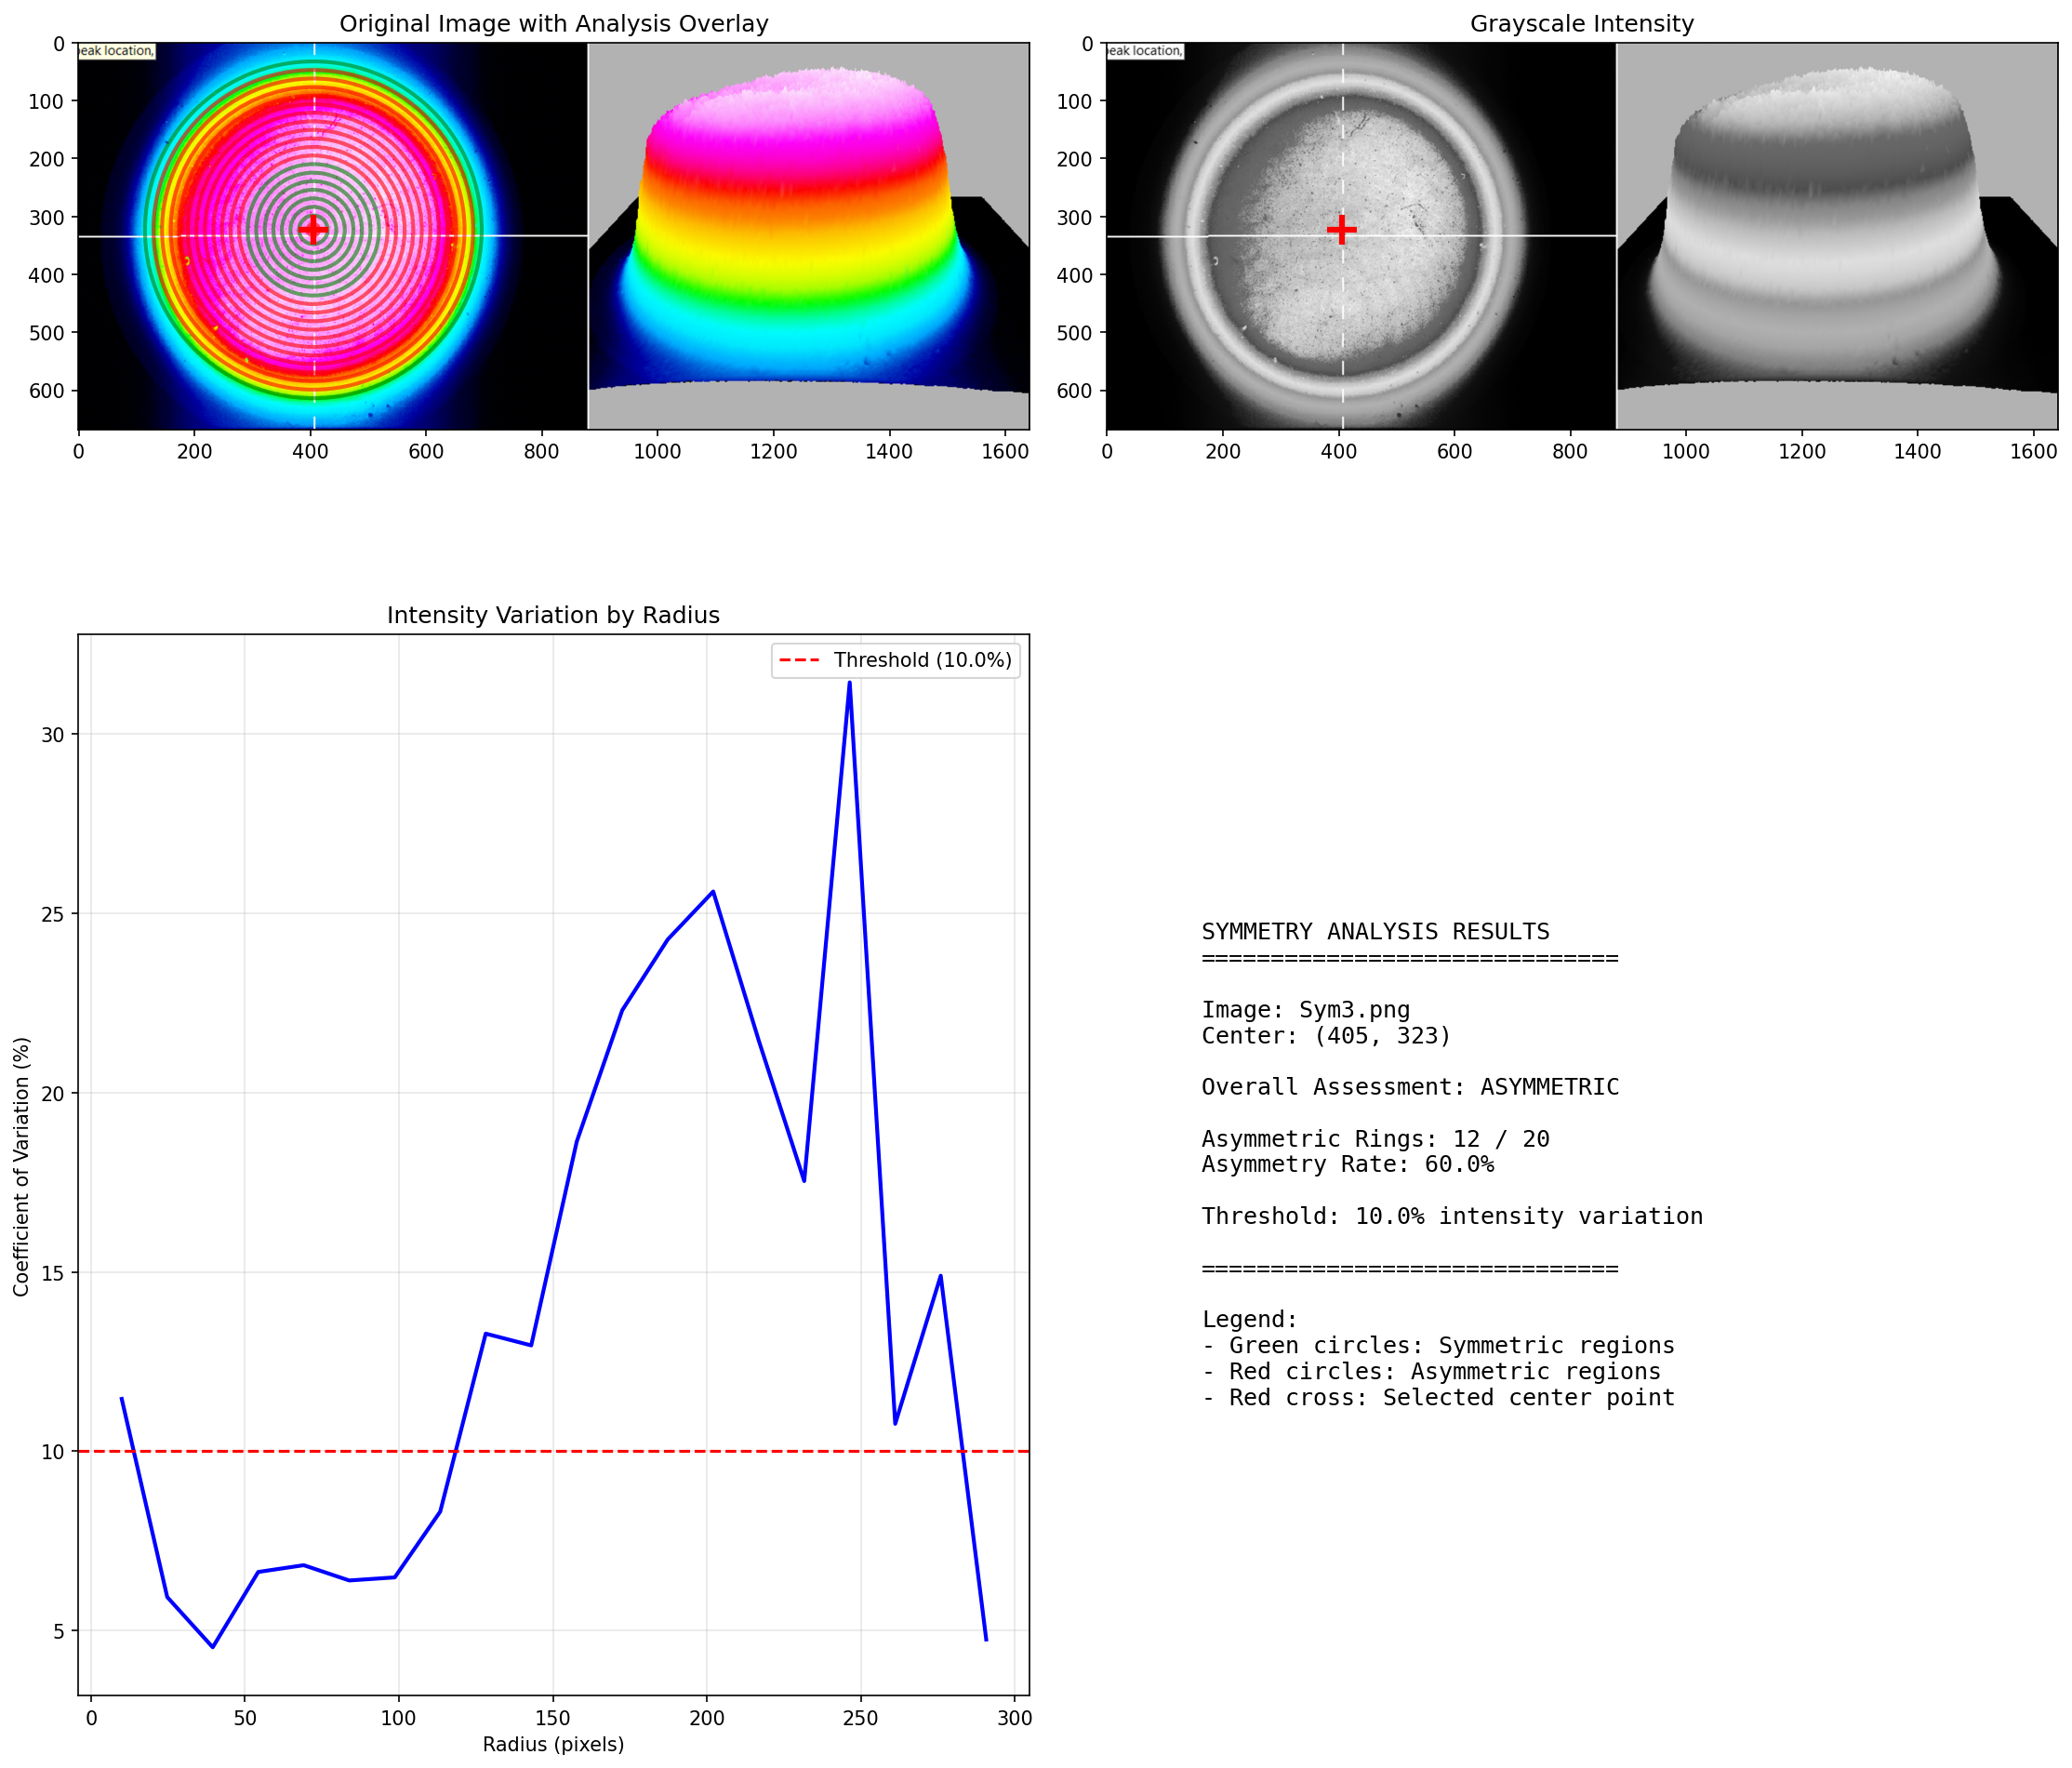 Original Image with Analysis Overlay
Grayscale Intensity
eak location,
eak location,
0
100
200
300
400
500
600
0
200
400
600
800
1000
1200
1400
1600
0
100
200
300
400
500
600
0
200
400
600
800
1000
1200
1400
1600
Intensity Variation by Radius
Threshold (10.0%)
Coefficient of Variation (%)
30
25
20
15
10
5
0
50
100
150
200
250
300
Radius (pixels)
SYMMETRY ANALYSIS RESULTS
==============================
Image: Sym3.png
Center: (405, 323)
Overall Assessment: ASYMMETRIC
Asymmetric Rings: 12 / 20
Asymmetry Rate: 60.0%
Threshold: 10.0% intensity variation
==============================
Legend:
- Green circles: Symmetric regions
- Red circles: Asymmetric regions
- Red cross: Selected center point